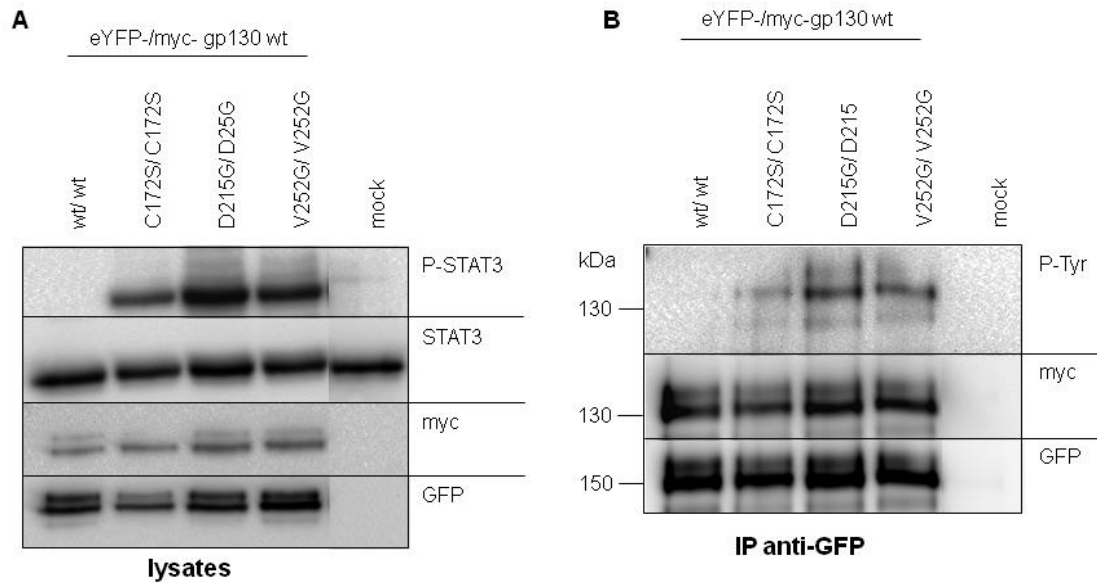 A
eYFP-/myc- gp130 wt
wt/ wt
C172S/ C172S
D215G/ D25G
V252G/ V252G
mock
P-STAT3
STAT3
myc
GFP
lysates
B
eYFP-/myc-gp130 wt
wt/ wt
C172S/ C172S
D215G/ D215
V252G/ V252G
mock
kDa
P-Tyr
130
myc
130
GFP
150
IP anti-GFP